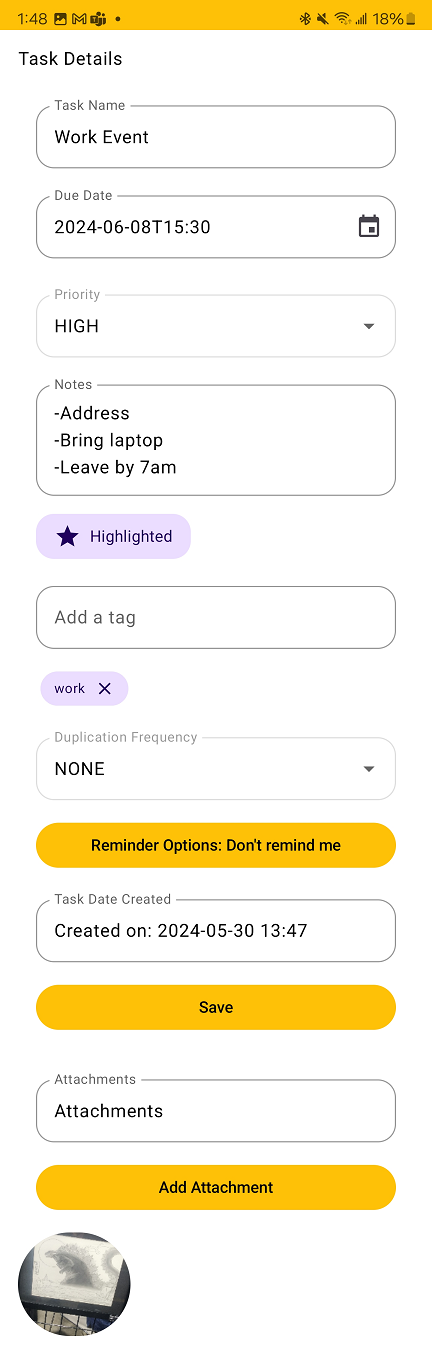 1:48
18%
Task Details
Task Name
Work Event
Due Date
2024-06-08T15:30
Priority
HIGH
Notes
-Address
-Bring laptop
-Leave by 7am
Highlighted
Add a tag
work
Duplication Frequency
NONE
Reminder Options: Don't remind me
Task Date Created
Created on: 2024-05-30 13:47
Save
Attachments
Attachments
Add Attachment